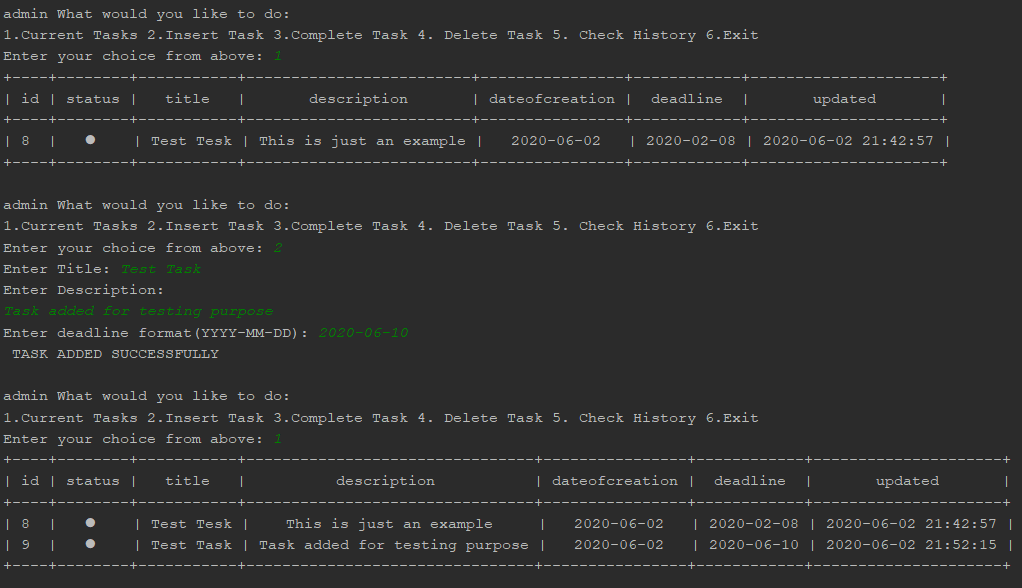 admin What would you like to do:
1.Current Tasks 2.Insert Task 3.Complete Task 4. Delete Task 5. Check History 6.Exit
Enter your choice from above: 1
+----+--------+-----------+-------------------------+----------------+------------+---------------------+
| id | status |   title   |       description       | dateofcreation |  deadline  |       updated       |
+----+--------+-----------+-------------------------+----------------+------------+---------------------+
| 8  |   ●    | Test Tesk | This is just an example |   2020-06-02   | 2020-02-08 | 2020-06-02 21:42:57 |
+----+--------+-----------+-------------------------+----------------+------------+---------------------+

admin What would you like to do:
1.Current Tasks 2.Insert Task 3.Complete Task 4. Delete Task 5. Check History 6.Exit
Enter your choice from above: 2
Enter Title: Test Task
Enter Description:
Task added for testing purpose
Enter deadline format(YYYY-MM-DD): 2020-06-10
 TASK ADDED SUCCESSFULLY

admin What would you like to do:
1.Current Tasks 2.Insert Task 3.Complete Task 4. Delete Task 5. Check History 6.Exit
Enter your choice from above: 1
+----+--------+-----------+--------------------------------+----------------+------------+---------------------+
| id | status |   title   |          description           | dateofcreation |  deadline  |       updated       |
+----+--------+-----------+--------------------------------+----------------+------------+---------------------+
| 8  |   ●    | Test Tesk |    This is just an example     |   2020-06-02   | 2020-02-08 | 2020-06-02 21:42:57 |
| 9  |   ●    | Test Task | Task added for testing purpose |   2020-06-02   | 2020-06-10 | 2020-06-02 21:52:15 |
+----+--------+-----------+--------------------------------+----------------+------------+---------------------+